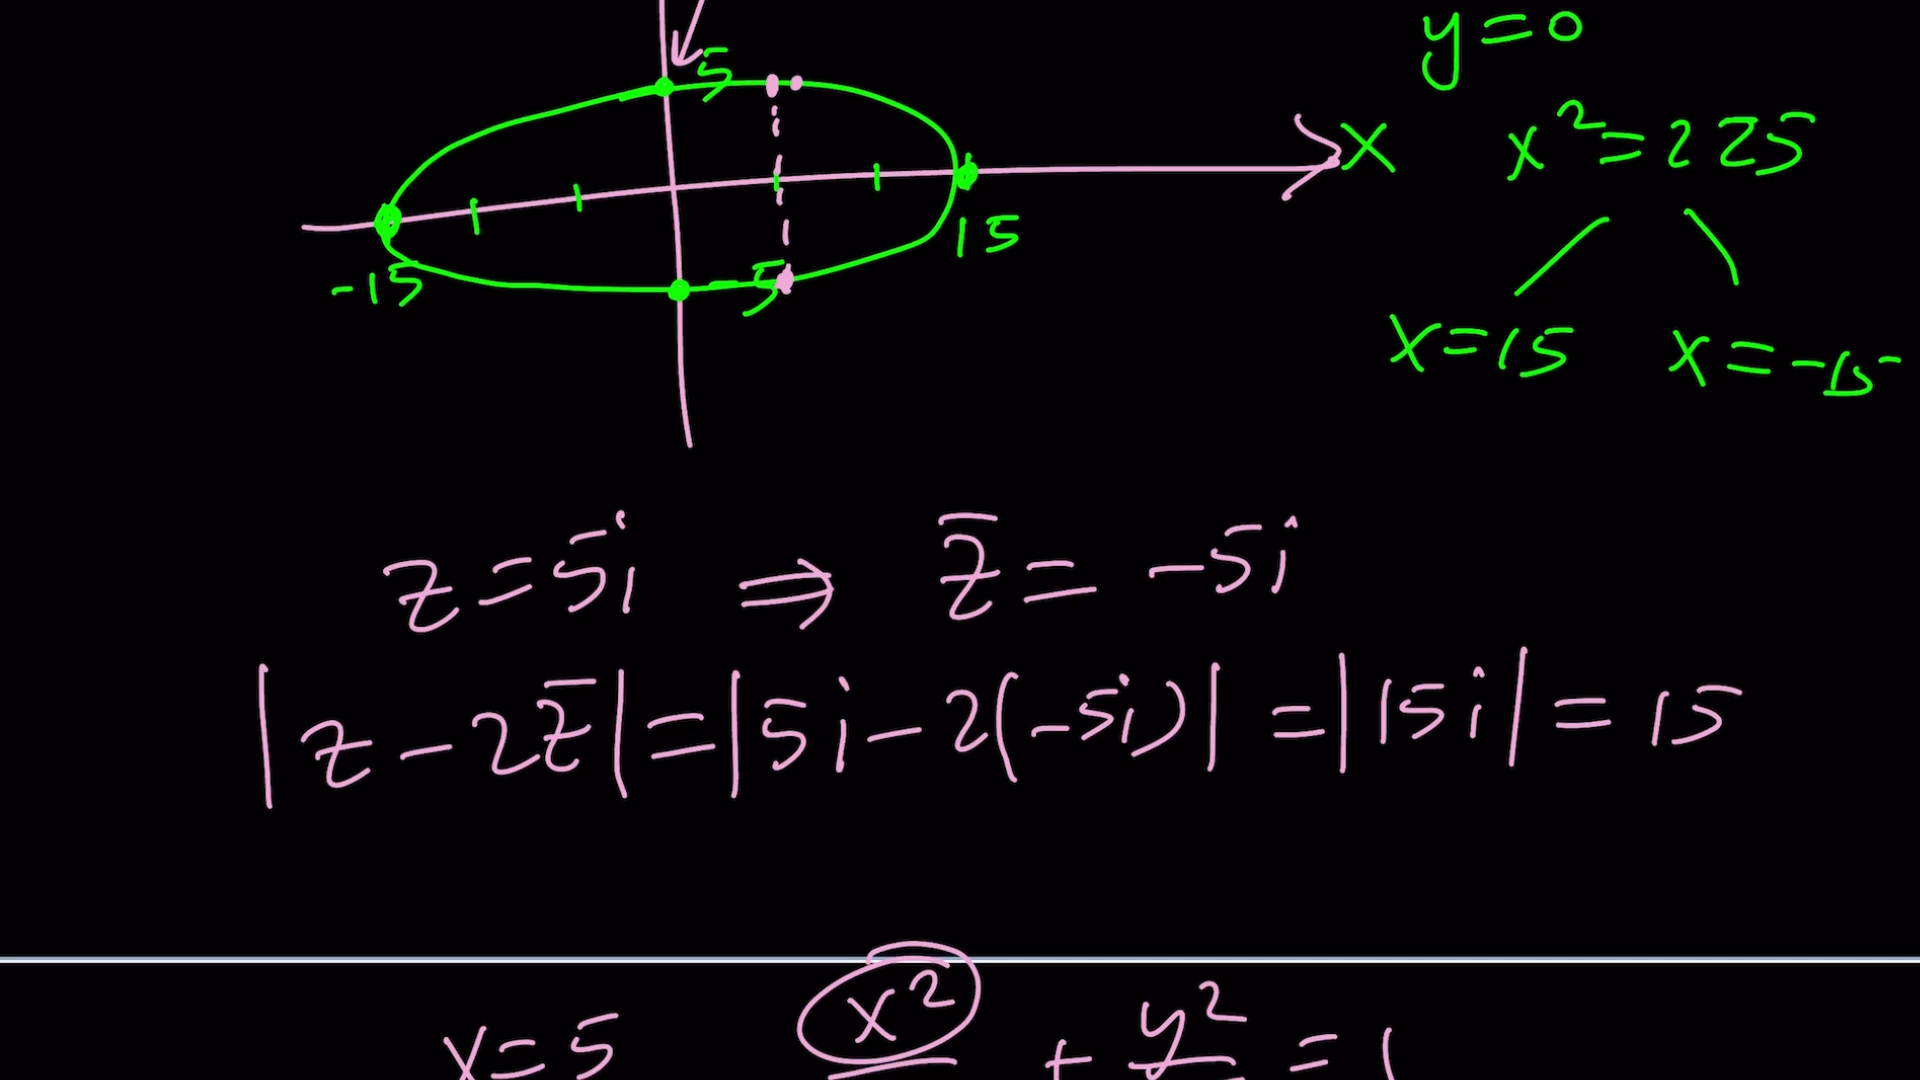 y=0
5
X
x²=225
15
-15
-5
x=15 x=-15
z=5i ⇒ z̅=-5i
|z-2z̅|=|5i-2(-5i)|=|15i|=15
x=5 x² + y² = 1